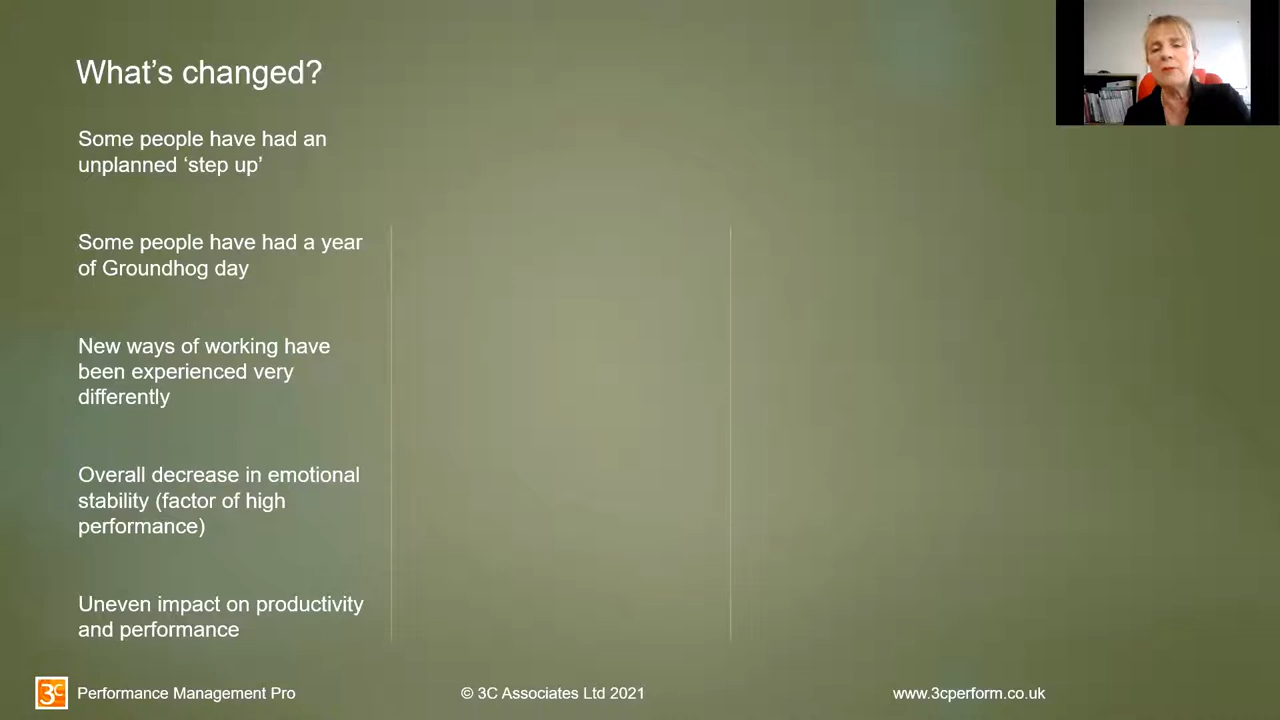 What’s changed?
Some people have had an
unplanned ‘step up’
Some people have had a year
of Groundhog day
New ways of working have
been experienced very
differently
Overall decrease in emotional
stability (factor of high
performance)
Uneven impact on productivity
and performance
3C
Performance Management Pro
© 3C Associates Ltd 2021
www.3cperform.co.uk